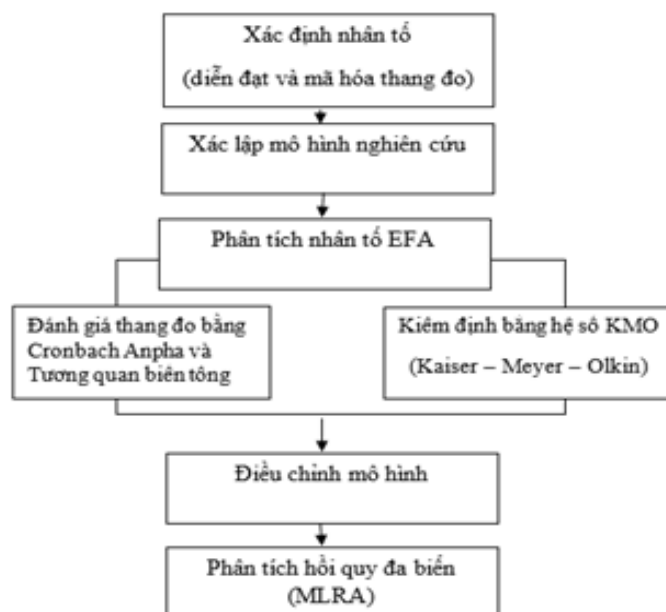 Xác định nhân tố
(diễn đạt và mã hóa thang đo)
Xác lập mô hình nghiên cứu
Phân tích nhân tố EFA
Đánh giá thang đo bằng
Cronbach Anpha và
Tương quan biên tông
Kiểm định bằng hệ số KMO
(Kaiser – Meyer – Olkin)
Điều chỉnh mô hình
Phân tích hồi quy đa biến
(MLRA)